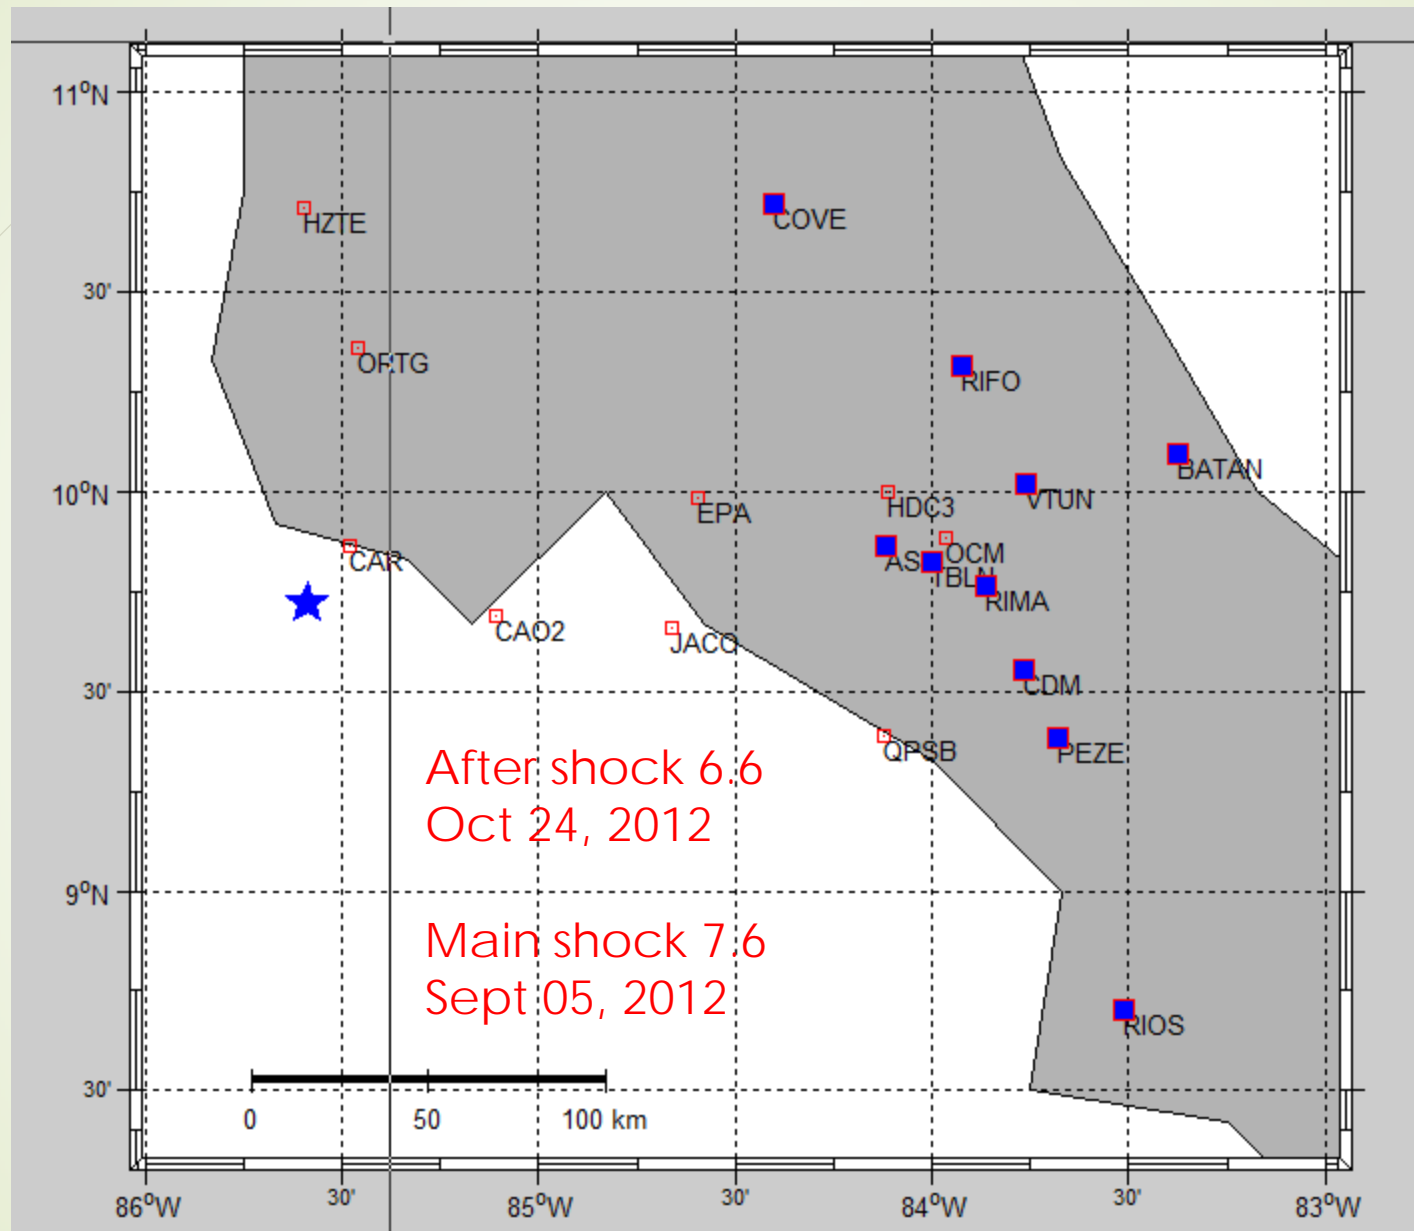 11°N
HZTE
COVE
30'
ORTG
RIFO
BATAN
10°N
VTUN
EPA
HDC3
OCM
CAR
AS
TBLN
RIMA
CAO2
JACO
30'
CDM
QPSB
PEZE
After shock 6.6
Oct 24, 2012
9°N
Main shock 7.6
Sept 05, 2012
RIOS
30'
0 50 100 km
86°W 30' 85°W 30' 84°W 30' 83°W